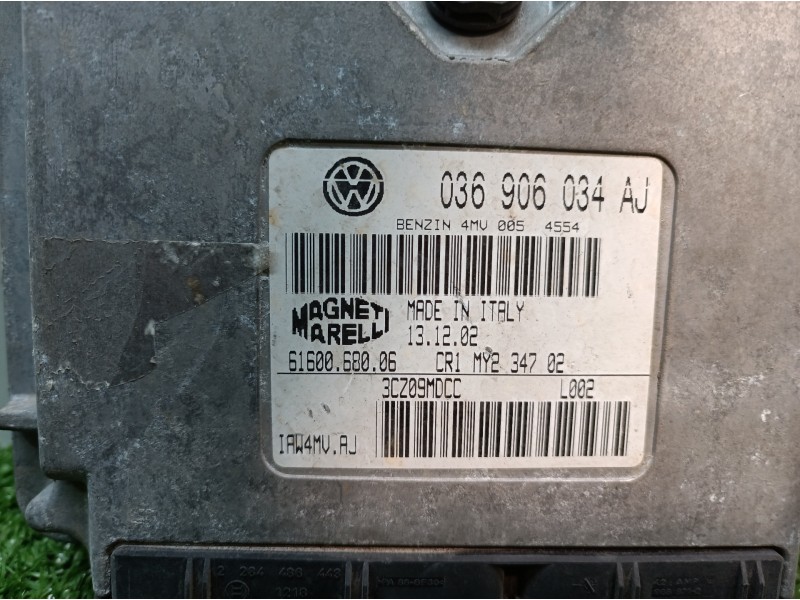 036 906 034 AJ
BENZIN 4MV 005 4554
MAGNETI MARELLI
MADE IN ITALY
13.12.02
61600.680.06 CR1 MY2 347 02
3CZ09MDCC L002
IAW4MV.AJ